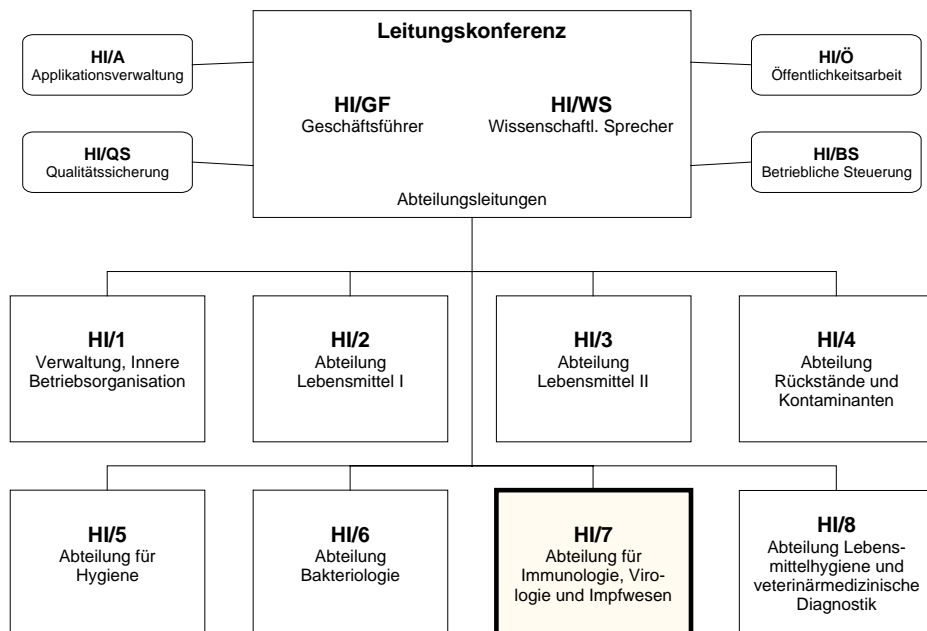 Leitungskonferenz
HI/A
Applikationsverwaltung
HI/Ö
Öffentlichkeitsarbeit
HI/GF
Geschäftsführer
HI/WS
Wissenschaftl. Sprecher
HI/QS
Qualitätssicherung
HI/BS
Betriebliche Steuerung
Abteilungsleitungen
HI/1
Verwaltung, Innere
Betriebsorganisation
HI/2
Abteilung
Lebensmittel I
HI/3
Abteilung
Lebensmittel II
HI/4
Abteilung
Rückstände und
Kontaminanten
HI/5
Abteilung für
Hygiene
HI/6
Abteilung
Bakteriologie
HI/7
Abteilung für
Immunologie, Viro-
logie und Impfwesen
HI/8
Abteilung Lebens-
mittelhygiene und
veterinärmedizinische
Diagnostik